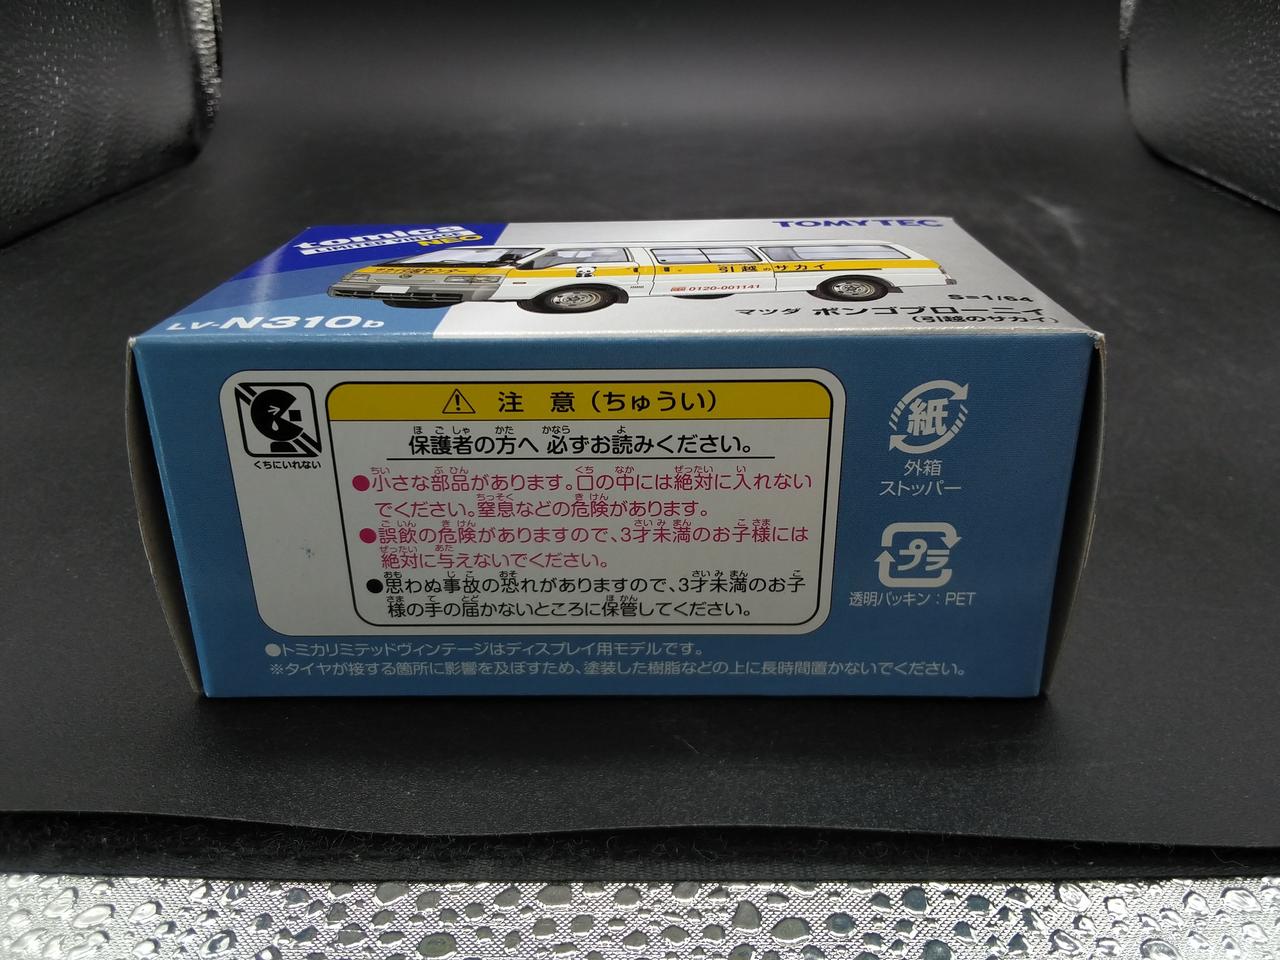 tomica
LIMITED VINTAGE
NEO
TOMYTEC
サカイ引越センター
引越のサカイ
0120-001141
S=1/64
LV-N310b
マツダ ボンゴブローニィ
(引越のサカイ)
くちにいれない
⚠ 注 意(ちゅうい)
保護者の方へ 必ずお読みください。
●小さな部品があります。口の中には絶対に入れない
でください。窒息などの危険があります。
●誤飲の危険がありますので、3才未満のお子様には
絶対に与えないでください。
●思わぬ事故の恐れがありますので、3才未満のお子
様の手の届かないところに保管してください。
紙
外箱
ストッパー
プラ
透明パッキン:PET
●トミカリミテッドヴィンテージはディスプレイ用モデルです。
※タイヤが接する箇所に影響を及ぼすため、塗装した樹脂などの上に長時間置かないでください。